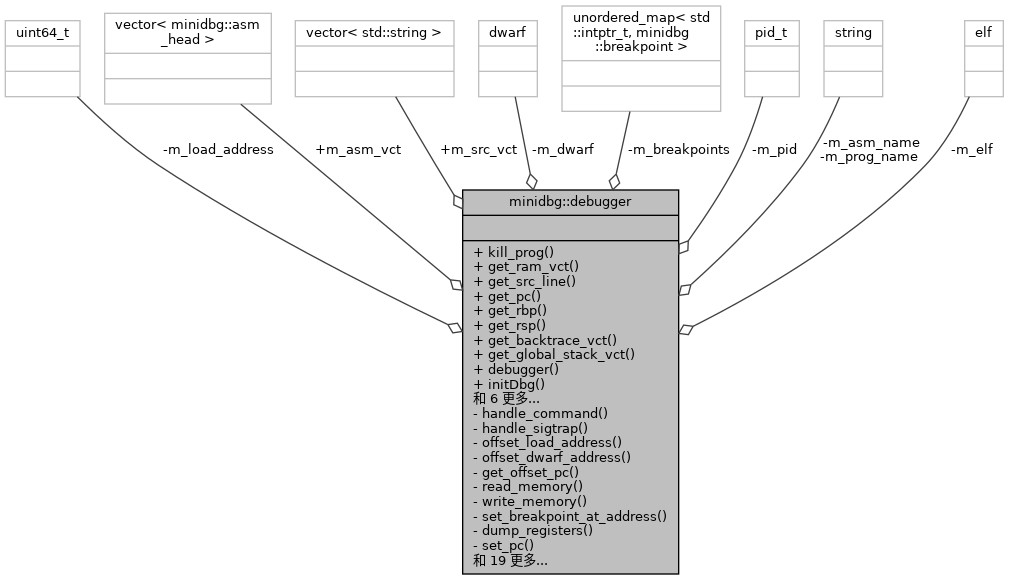 uint64_t
vector< minidbg::asm
_head >
vector< std::string >
dwarf
unordered_map< std
::intptr_t, minidbg
::breakpoint >
pid_t
string
elf
-m_load_address
+m_asm_vct
+m_src_vct
-m_dwarf
-m_breakpoints
-m_pid
-m_asm_name
-m_prog_name
-m_elf
minidbg::debugger
+ kill_prog()
+ get_ram_vct()
+ get_src_line()
+ get_pc()
+ get_rbp()
+ get_rsp()
+ get_backtrace_vct()
+ get_global_stack_vct()
+ debugger()
+ initDbg()
和 6 更多...
- handle_command()
- handle_sigtrap()
- offset_load_address()
- offset_dwarf_address()
- get_offset_pc()
- read_memory()
- write_memory()
- set_breakpoint_at_address()
- dump_registers()
- set_pc()
和 19 更多...